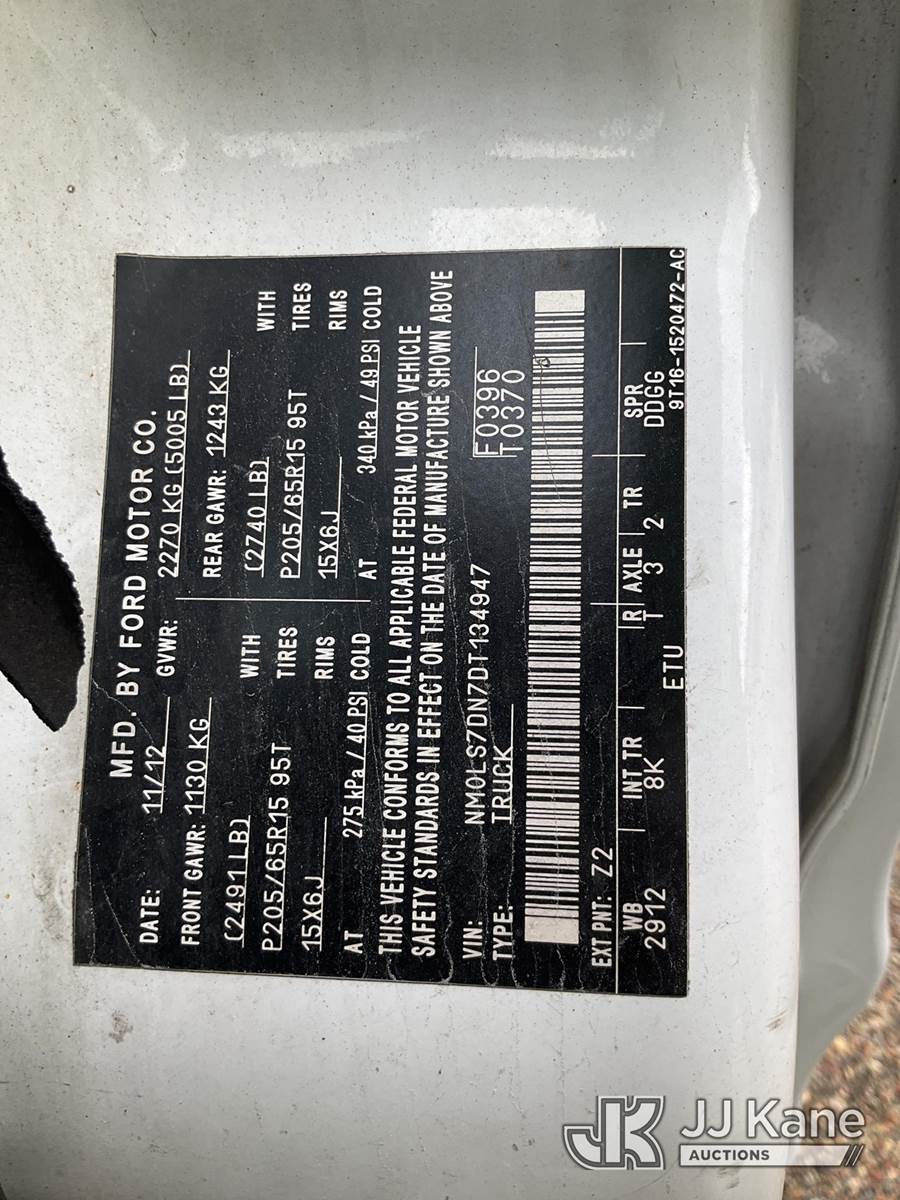 MFD. BY FORD MOTOR CO.
DATE: 11/12 GVWR: 2270 KG (5005 LB)
FRONT GAWR: 1130 KG REAR GAWR: 1243 KG
(2491LB) WITH (2740LB) WITH
P205/65R15 95T TIRES P205/65R15 95T TIRES
15X6J RIMS 15X6J RIMS
AT 275 kPa / 40 PSI COLD AT 340 kPa / 49 PSI COLD
THIS VEHICLE CONFORMS TO ALL APPLICABLE FEDERAL MOTOR VEHICLE
SAFETY STANDARDS IN EFFECT ON THE DATE OF MANUFACTURE SHOWN ABOVE
VIN: NM0LS7DN7DT134947 F0396
TYPE: TRUCK T0370
EXT PNT: Z2
WB INT TR R AXLE TR SPR
2912 8K T 3 2 DDGG
ETU 9T16-1520472-AC
JK JJ Kane
AUCTIONS